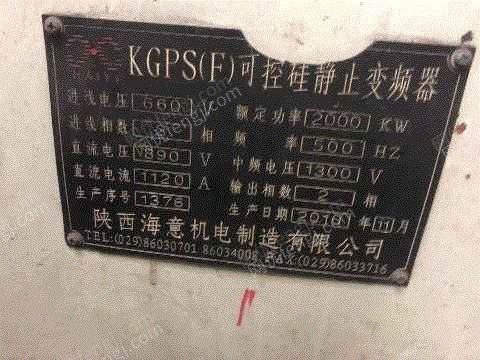 KGPS(F)可控硅静止变频器
HAIYI
进线电压 660 额定功率 2000 KW
进线相数 相 频率 500 HZ
直流电压 890 V 中频电压 1300 V
直流电流 1120 A 输出相数 2 相
生产序号 1376 生产日期 2019 年 11 月
陕西海意机电制造有限公司
TEL:(029)86030701 86034008 FAX:(029)86033716